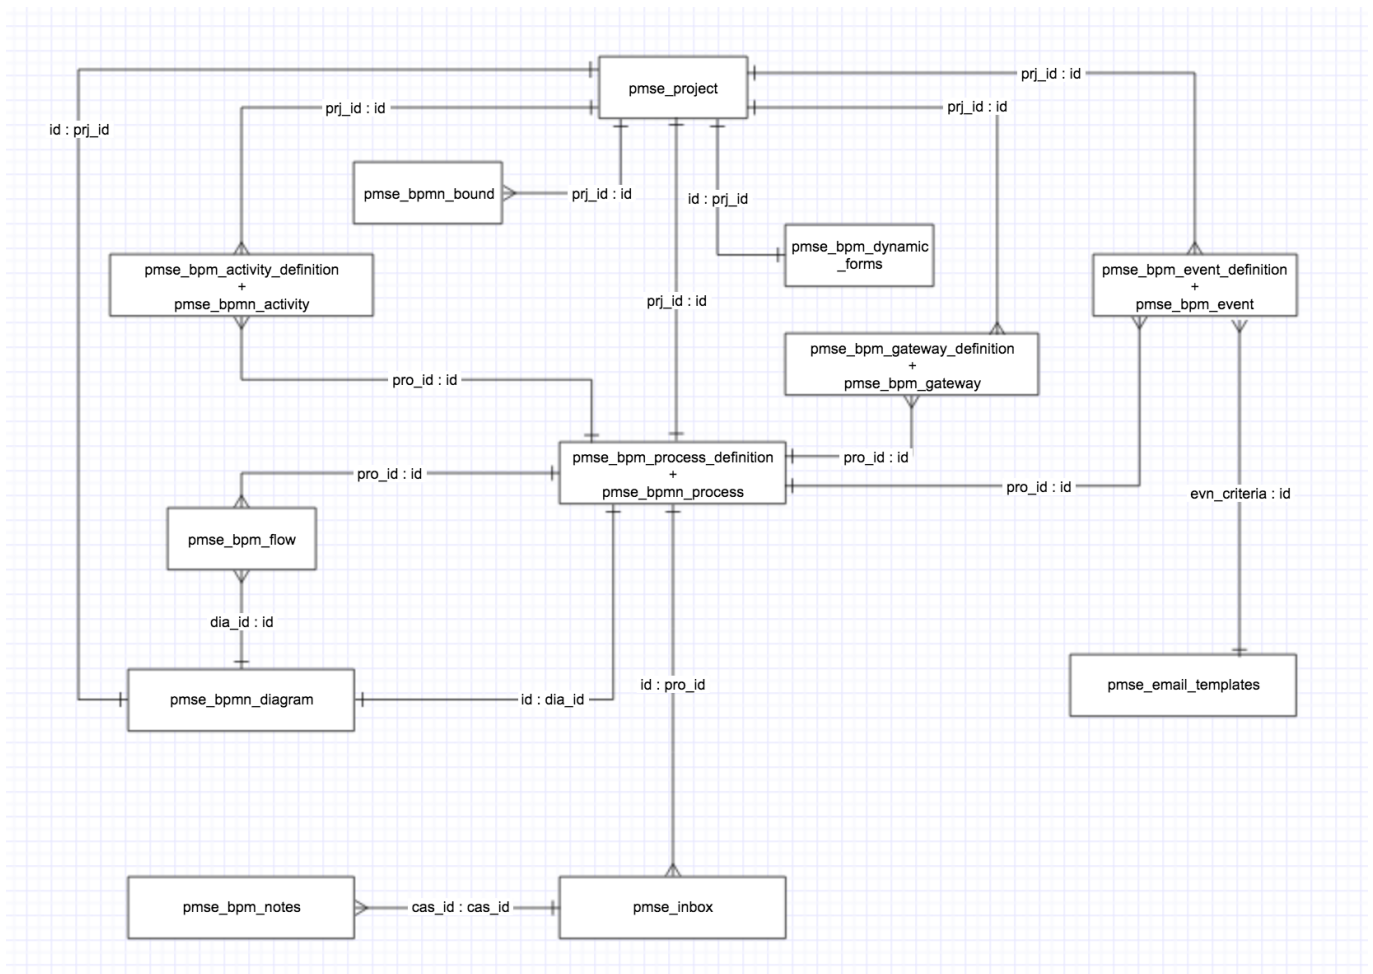 pmse_project
prj_id : id
prj_id : id
prj_id : id
id : prj_id
pmse_bpmn_bound
prj_id : id
id : prj_id
pmse_bpm_dynamic
_forms
pmse_bpm_activity_definition
+
pmse_bpmn_activity
pmse_bpm_event_definition
+
pmse_bpm_event
prj_id : id
pmse_bpm_gateway_definition
+
pmse_bpm_gateway
pro_id : id
pmse_bpm_process_definition
+
pmse_bpmn_process
pro_id : id
pro_id : id
pro_id : id
evn_criteria : id
pmse_bpm_flow
dia_id : id
id : pro_id
pmse_email_templates
pmse_bpmn_diagram
id : dia_id
pmse_bpm_notes
cas_id : cas_id
pmse_inbox